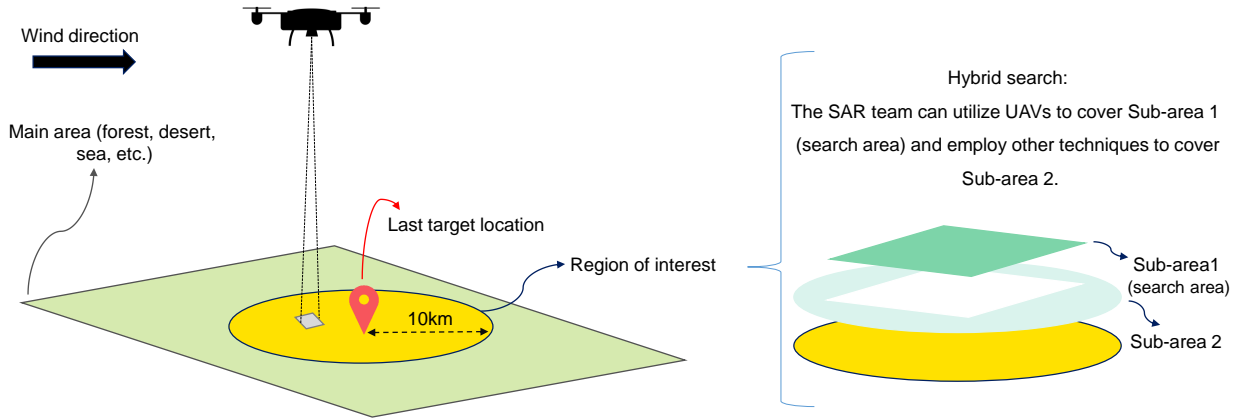 Wind direction
Main area (forest, desert,
sea, etc.)
Last target location
Region of interest
10km
Hybrid search:
The SAR team can utilize UAVs to cover Sub-area 1
(search area) and employ other techniques to cover
Sub-area 2.
Sub-area1
(search area)
Sub-area 2